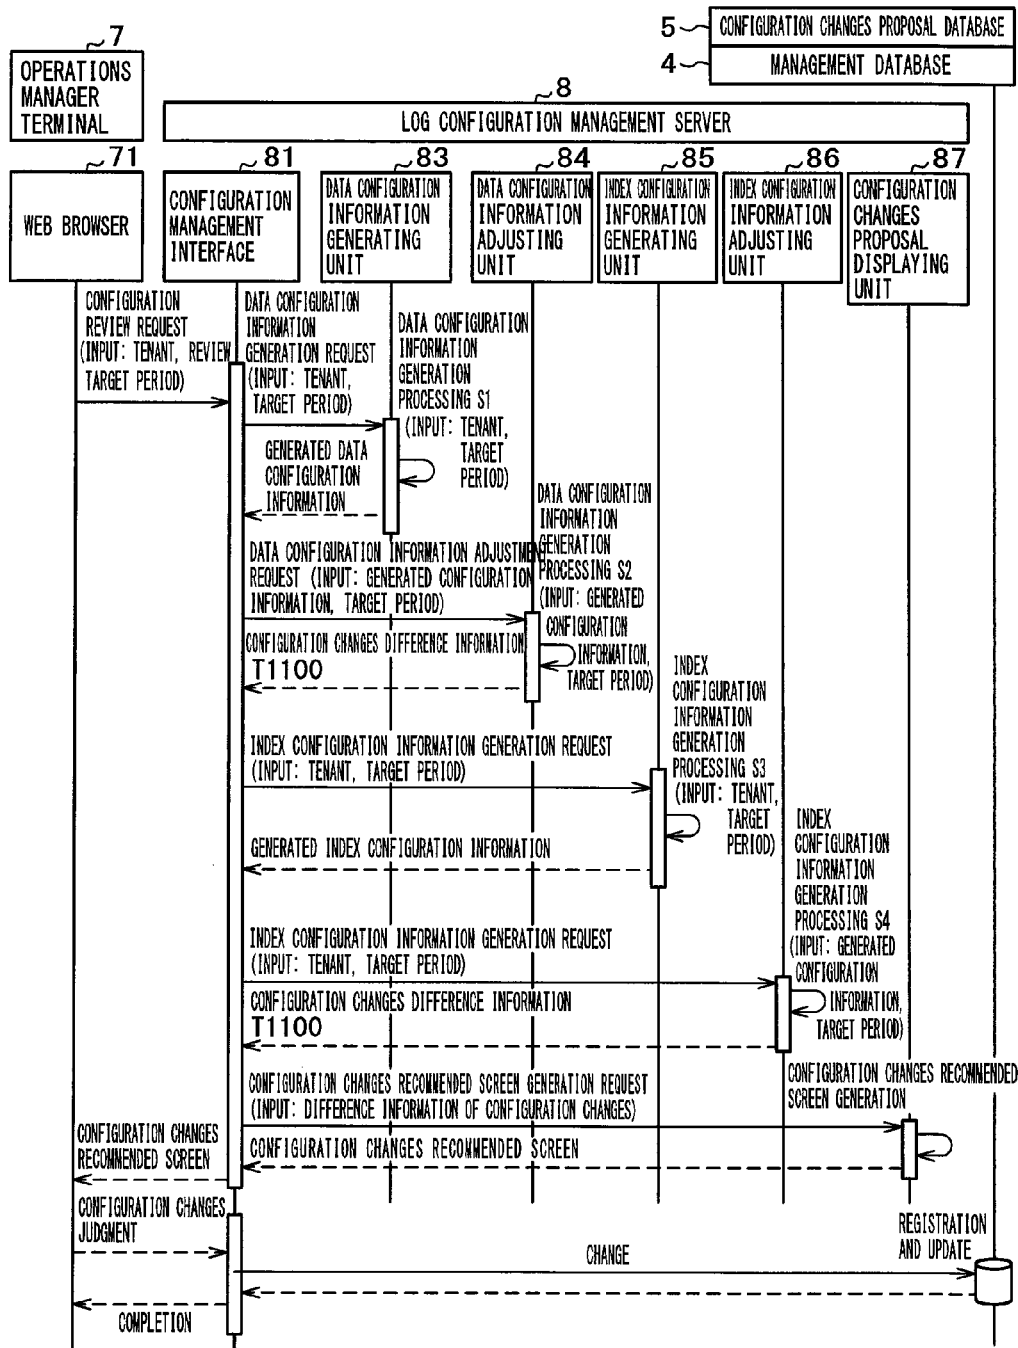 5
CONFIGURATION CHANGES PROPOSAL DATABASE
4
MANAGEMENT DATABASE
7
OPERATIONS
MANAGER
TERMINAL
8
LOG CONFIGURATION MANAGEMENT SERVER
71
WEB BROWSER
81
CONFIGURATION
MANAGEMENT
INTERFACE
83
DATA CONFIGURATION
INFORMATION
GENERATING
UNIT
84
DATA CONFIGURATION
INFORMATION
ADJUSTING
UNIT
85
INDEX CONFIGURATION
INFORMATION
GENERATING
UNIT
86
INDEX CONFIGURATION
INFORMATION
ADJUSTING
UNIT
87
CONFIGURATION
CHANGES
PROPOSAL
DISPLAYING
UNIT
CONFIGURATION
REVIEW REQUEST
(INPUT: TENANT, REVIEW
TARGET PERIOD)
DATA CONFIGURATION
INFORMATION
GENERATION REQUEST
(INPUT: TENANT,
TARGET PERIOD)
DATA CONFIGURATION
INFORMATION
GENERATION
PROCESSING S1
(INPUT: TENANT,
TARGET
PERIOD)
GENERATED DATA
CONFIGURATION
INFORMATION
DATA CONFIGURATION
INFORMATION
GENERATION
PROCESSING S2
(INPUT: GENERATED
CONFIGURATION
INFORMATION,
TARGET PERIOD)
DATA CONFIGURATION INFORMATION ADJUSTMENT
REQUEST (INPUT: GENERATED CONFIGURATION
INFORMATION, TARGET PERIOD)
CONFIGURATION CHANGES DIFFERENCE INFORMATION
T1100
INDEX
CONFIGURATION
INFORMATION
GENERATION
PROCESSING S3
(INPUT: TENANT,
TARGET
PERIOD)
INDEX CONFIGURATION INFORMATION GENERATION REQUEST
(INPUT: TENANT, TARGET PERIOD)
GENERATED INDEX CONFIGURATION INFORMATION
INDEX
CONFIGURATION
INFORMATION
GENERATION
PROCESSING S4
(INPUT: GENERATED
CONFIGURATION
INFORMATION,
TARGET PERIOD)
INDEX CONFIGURATION INFORMATION GENERATION REQUEST
(INPUT: TENANT, TARGET PERIOD)
CONFIGURATION CHANGES DIFFERENCE INFORMATION
T1100
CONFIGURATION CHANGES RECOMMENDED
SCREEN GENERATION
CONFIGURATION CHANGES RECOMMENDED SCREEN GENERATION REQUEST
(INPUT: DIFFERENCE INFORMATION OF CONFIGURATION CHANGES)
CONFIGURATION CHANGES RECOMMENDED SCREEN
CONFIGURATION CHANGES
RECOMMENDED SCREEN
CONFIGURATION CHANGES
JUDGMENT
CHANGE
REGISTRATION
AND UPDATE
COMPLETION